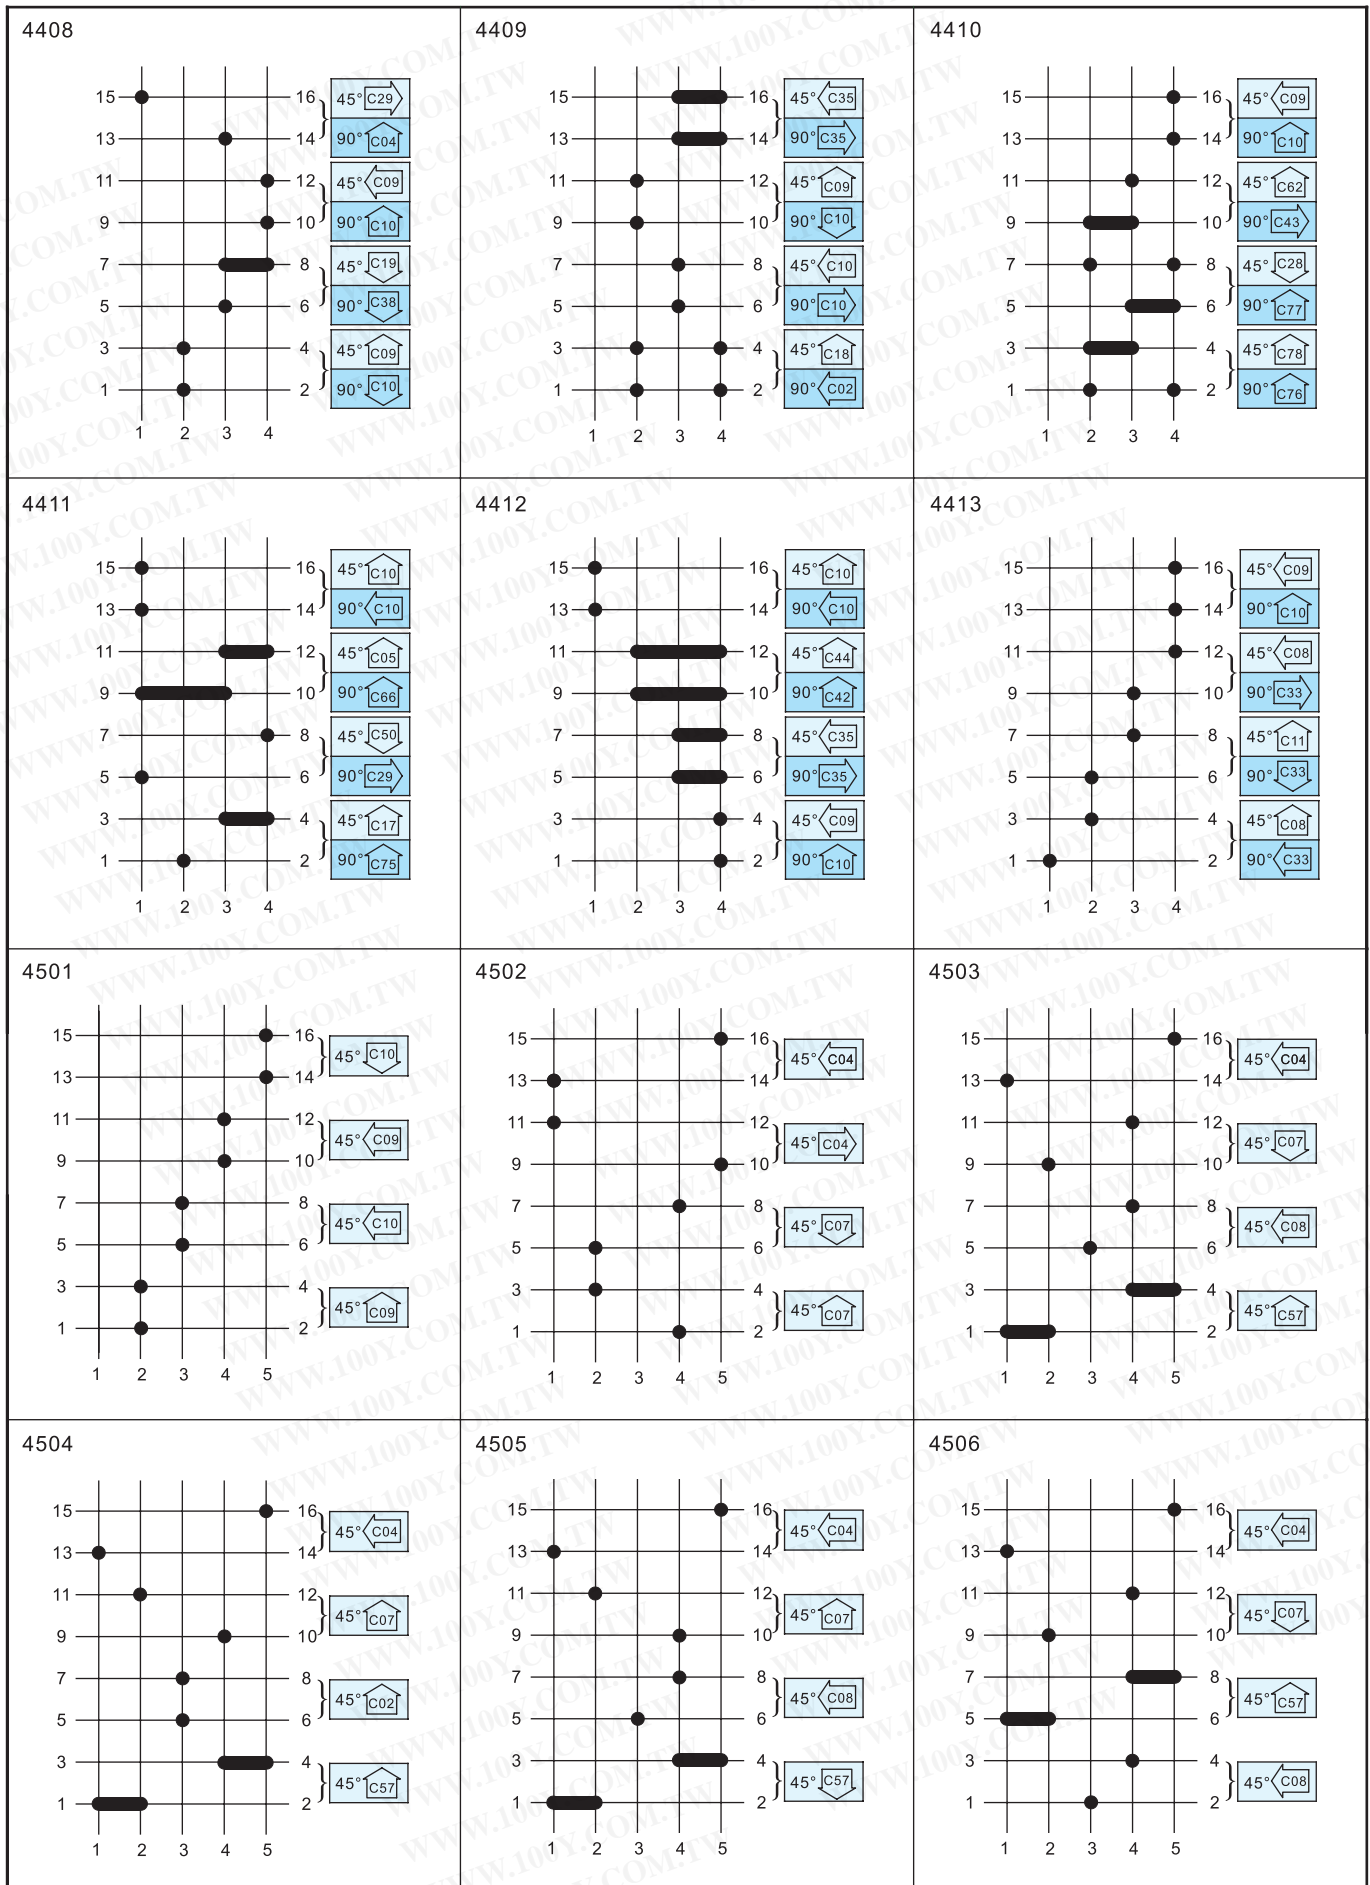 4408
15 16 45° C29
13 14 90° C04
11 12 45° C09
9 10 90° C10
7 8 45° C19
5 6 90° C38
3 4 45° C09
1 2 90° C10
1 2 3 4
4409
15 16 45° C35
13 14 90° C35
11 12 45° C09
9 10 90° C10
7 8 45° C10
5 6 90° C10
3 4 45° C18
1 2 90° C02
1 2 3 4
4410
15 16 45° C09
13 14 90° C10
11 12 45° C62
9 10 90° C43
7 8 45° C28
5 6 90° C77
3 4 45° C78
1 2 90° C76
1 2 3 4
4411
15 16 45° C10
13 14 90° C10
11 12 45° C05
9 10 90° C66
7 8 45° C50
5 6 90° C29
3 4 45° C17
1 2 90° C75
1 2 3 4
4412
15 16 45° C10
13 14 90° C10
11 12 45° C44
9 10 90° C42
7 8 45° C35
5 6 90° C35
3 4 45° C09
1 2 90° C10
1 2 3 4
4413
15 16 45° C09
13 14 90° C10
11 12 45° C08
9 10 90° C33
7 8 45° C11
5 6 90° C33
3 4 45° C08
1 2 90° C33
1 2 3 4
4501
15 16
45° C10
13 14
11 12
45° C09
9 10
7 8
45° C10
5 6
3 4
45° C09
1 2
1 2 3 4 5
4502
15 16
45° C04
13 14
11 12
45° C04
9 10
7 8
45° C07
5 6
3 4
45° C07
1 2
1 2 3 4 5
4503
15 16
45° C04
13 14
11 12
45° C07
9 10
7 8
45° C08
5 6
3 4
45° C57
1 2
1 2 3 4 5
4504
15 16
45° C04
13 14
11 12
45° C07
9 10
7 8
45° C02
5 6
3 4
45° C57
1 2
1 2 3 4 5
4505
15 16
45° C04
13 14
11 12
45° C07
9 10
7 8
45° C08
5 6
3 4
45° C57
1 2
1 2 3 4 5
4506
15 16
45° C04
13 14
11 12
45° C07
9 10
7 8
45° C57
5 6
3 4
45° C08
1 2
1 2 3 4 5
WWW.100Y.COM.TW